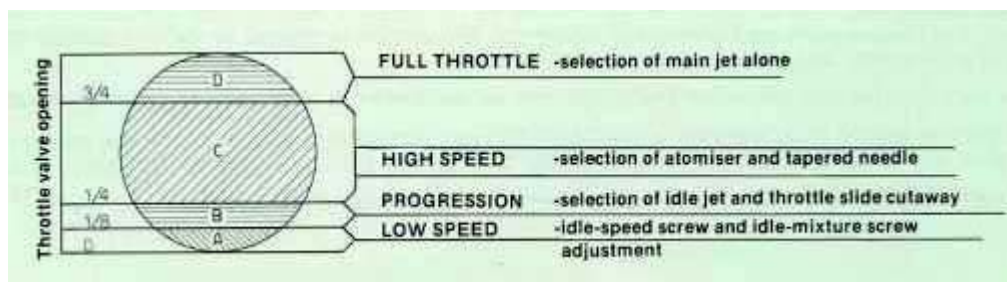 Throttle valve opening
D
FULL THROTTLE -selection of main jet alone
3/4
C
HIGH SPEED -selection of atomiser and tapered needle
1/4
PROGRESSION -selection of idle jet and throttle slide cutaway
B
1/8
LOW SPEED -idle-speed screw and idle-mixture screw
A
adjustment
0